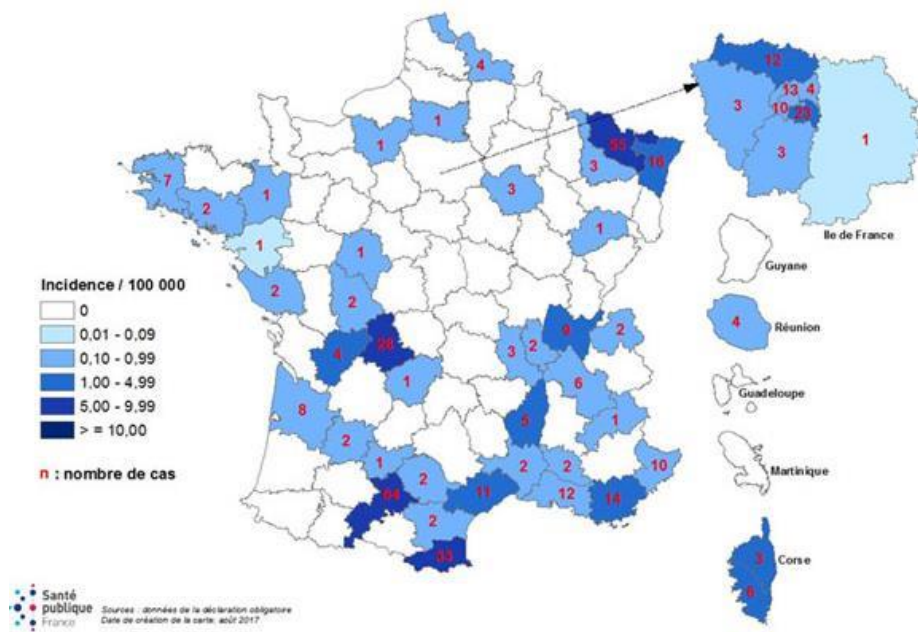 4
12
13 4
3
10 23
1
3
1
1
95
16
3
7
1
3
2
1
1
1
Ile de France
Guyane
Incidence / 100 000
2
0
0,01 - 0,09
0,10 - 0,99
1,00 - 4,99
5,00 - 9,99
> = 10,00
n : nombre de cas
2
4
28
9
2
3
2
4
Réunion
1
6
Guadeloupe
8
5
1
2
1
2
2
2
10
Martinique
64
11
12
14
2
33
3
Corse
6
Santé
publique
France
Sources : données de la déclaration obligatoire
Date de création de la carte: août 2017